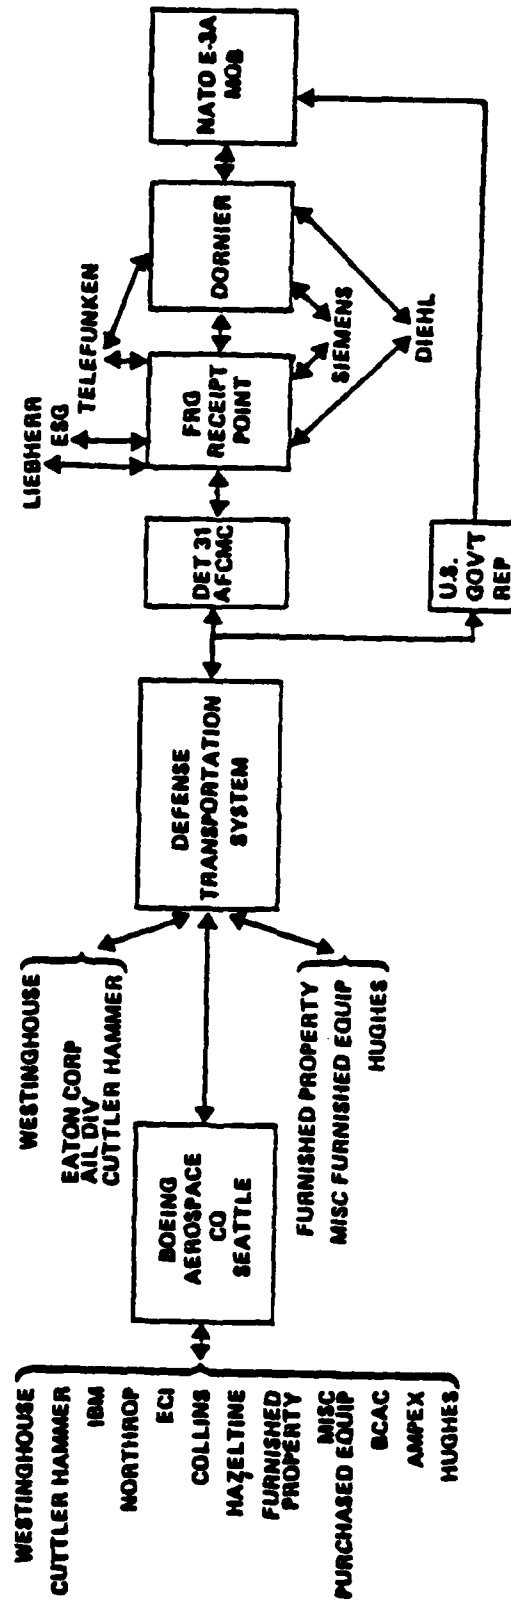 WESTINGHOUSE
CUTTLER HAMMER
IBM
NORTHROP
ECI
COLLINS
HAZELTINE
FURNISHED
PROPERTY
MISC
PURCHASED EQUIP
BCAC
AMPEX
HUGHES
BOEING
AEROSPACE
CO
SEATTLE
WESTINGHOUSE
EATON CORP
AIL DIV
CUTTLER HAMMER
FURNISHED PROPERTY
MISC FURNISHED EQUIP
HUGHES
DEFENSE
TRANSPORTATION
SYSTEM
DET 31
AFCMC
U.S.
GOV'T
REP
LIEBHERR
ESG
TELEFUNKEN
FRG
RECEIPT
POINT
SIEMENS
DIEHL
DORNIER
NATO E-3A
MOB